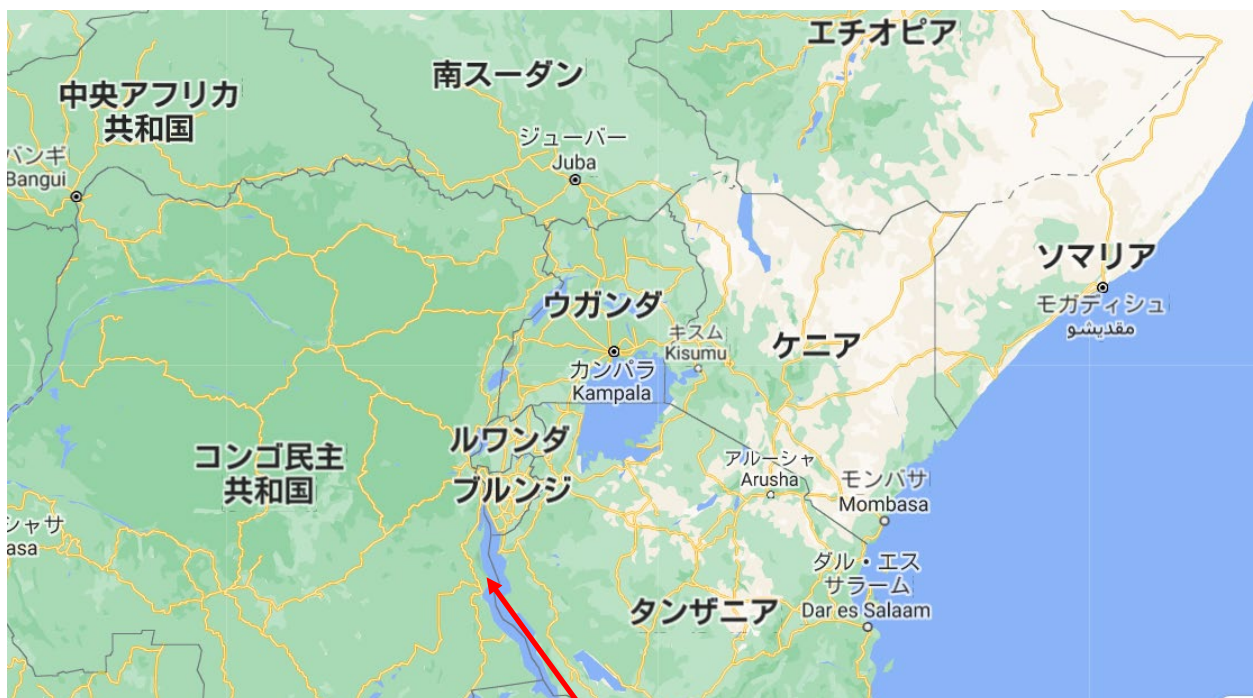 エチオピア
南スーダン
中央アフリカ
共和国
ジューバー
Juba
バンギ
Bangui
ソマリア
モガディシュ
مقديشو
ウガンダ
キスム
Kisumu
ケニア
カンパラ
Kampala
ルワンダ
コンゴ民主
共和国
ブルンジ
アルーシャ
Arusha
モンバサ
Mombasa
シャサ
asa
ダル・エス
サラーム
Dar es Salaam
タンザニア